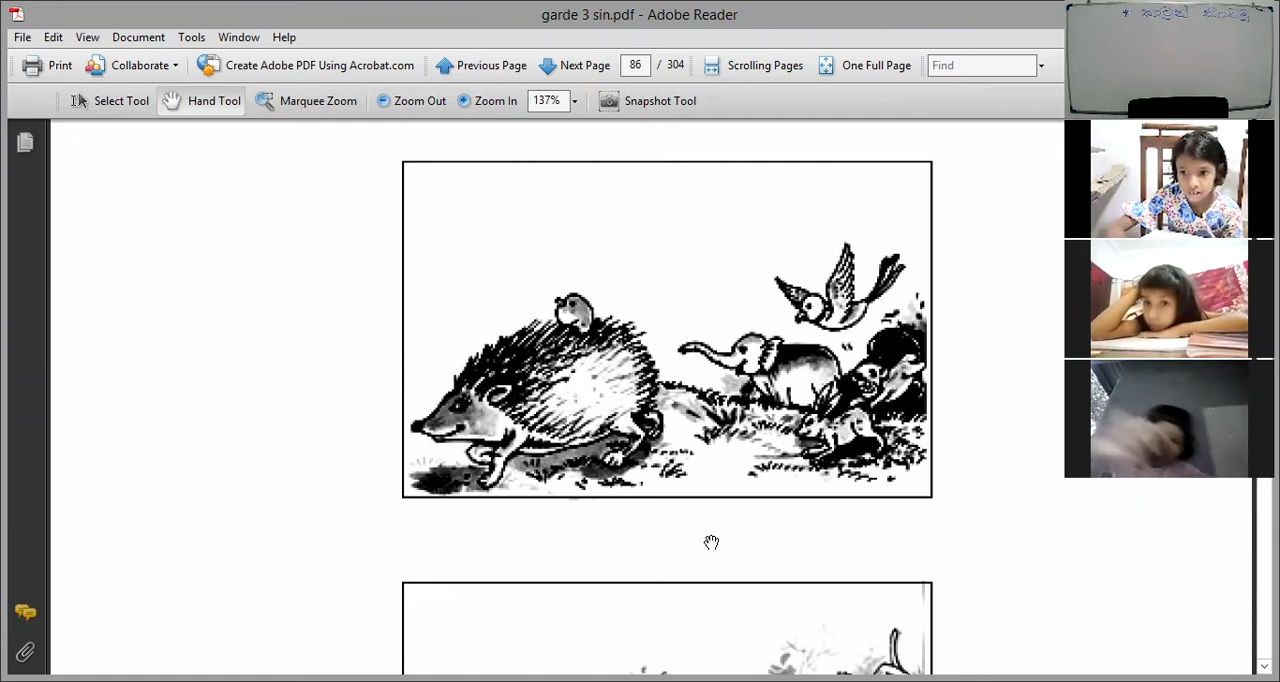 garde 3 sin.pdf - Adobe Reader
File Edit View Document Tools Window Help
Print Collaborate Create Adobe PDF Using Acrobat.com Previous Page Next Page 86 / 304 Scrolling Pages One Full Page Find
Select Tool Hand Tool Marquee Zoom Zoom Out Zoom In 137% Snapshot Tool